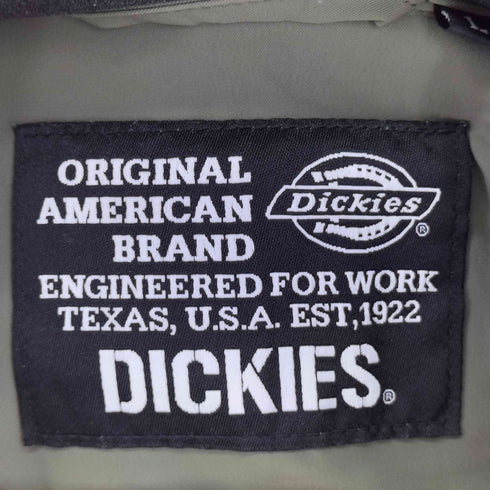 ORIGINAL
AMERICAN
BRAND
Dickies®
ENGINEERED FOR WORK
TEXAS, U.S.A. EST,1922
DICKIES®